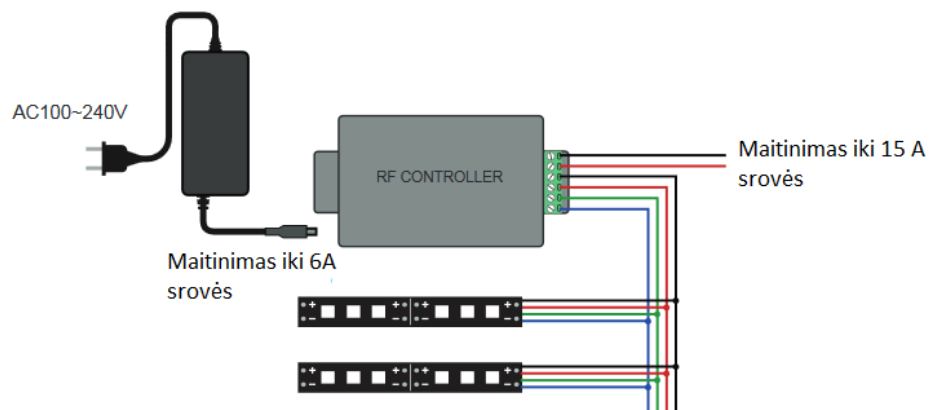 AC100~240V
RF CONTROLLER
Maitinimas iki 15 A
srovės
Maitinimas iki 6A
srovės
+ + 
– –
+ +
– –